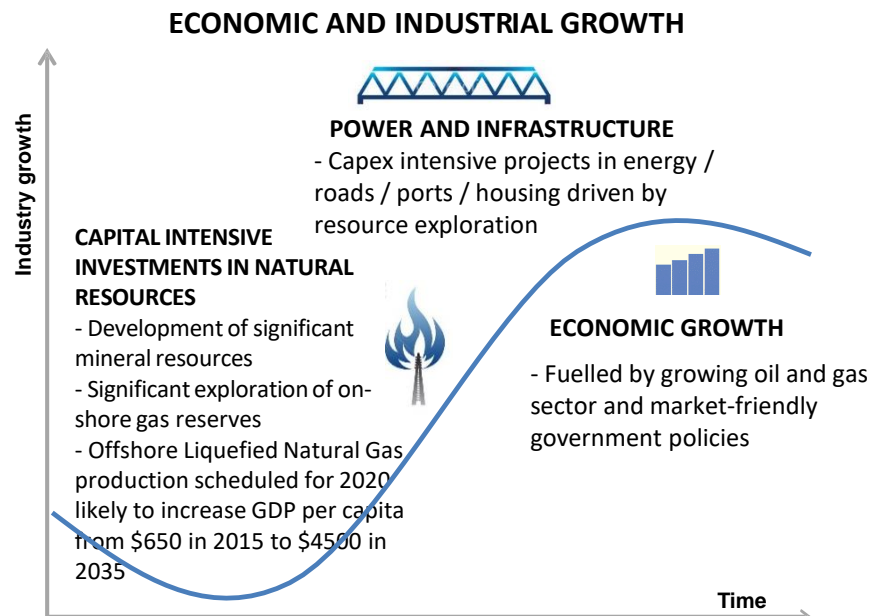 ECONOMIC AND INDUSTRIAL GROWTH
Industry growth
POWER AND INFRASTRUCTURE
- Capex intensive projects in energy /
roads / ports / housing driven by
resource exploration
CAPITAL INTENSIVE
INVESTMENTS IN NATURAL
RESOURCES
- Development of significant
mineral resources
- Significant exploration of on-
shore gas reserves
- Offshore Liquefied Natural Gas
production scheduled for 2020
likely to increase GDP per capita
from $650 in 2015 to $4500 in
2035
ECONOMIC GROWTH
- Fuelled by growing oil and gas
sector and market-friendly
government policies
Time